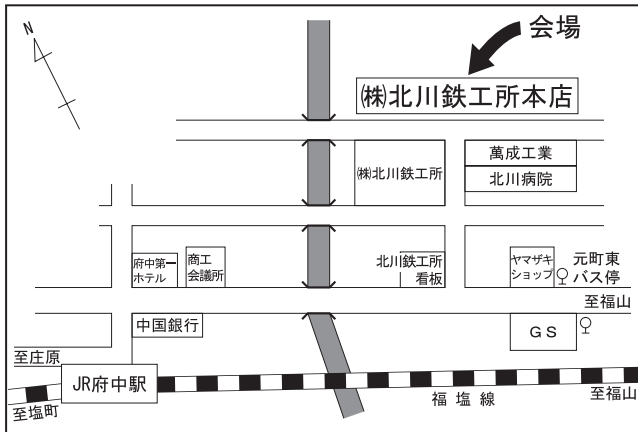 N
会場
㈱北川鉄工所本店
㈱北川鉄工所
萬成工業
北川病院
府中第一
ホテル
商工
会議所
北川鉄工所
看板
ヤマザキ
ショップ
元町東
バス停
至福山
中国銀行
GS
至庄原
JR府中駅
至塩町
福塩線
至福山